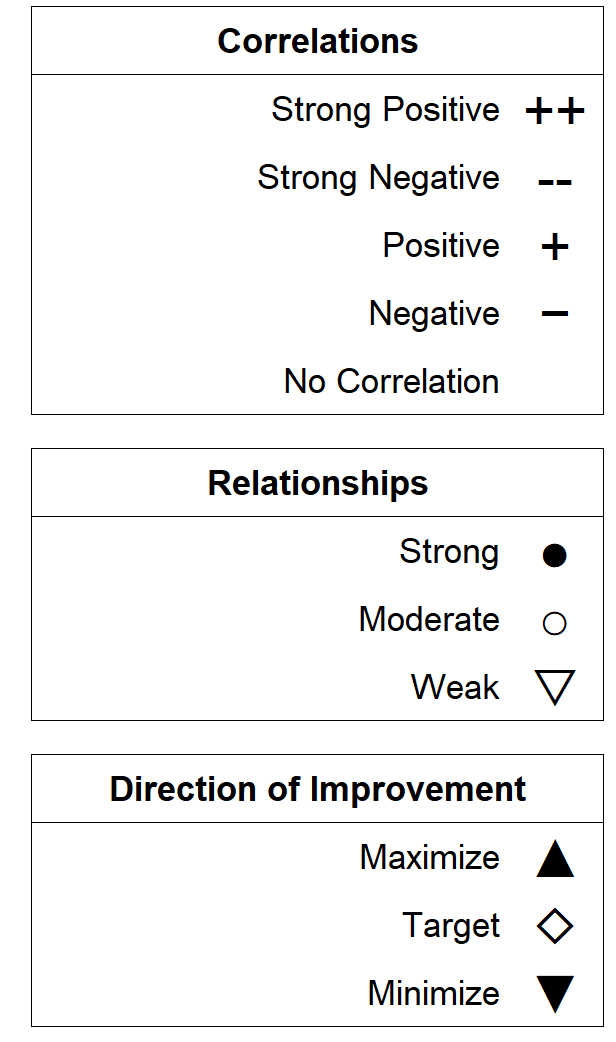 Correlations
Strong Positive ++
Strong Negative --
Positive +
Negative −
No Correlation
Relationships
Strong ●
Moderate ○
Weak ▽
Direction of Improvement
Maximize ▲
Target ◇
Minimize ▼